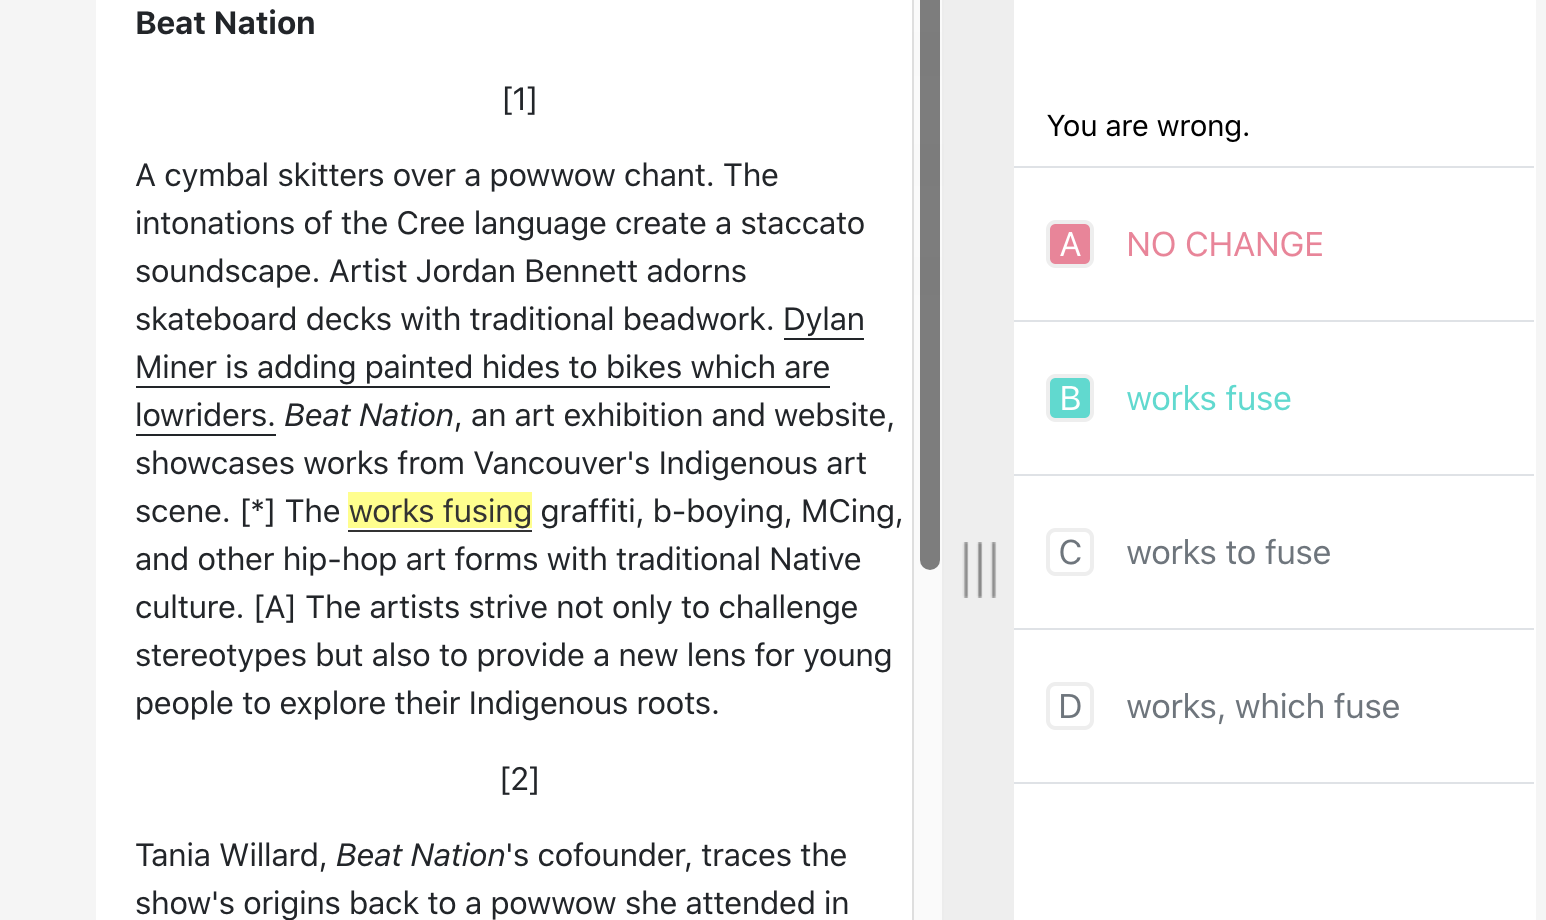 Beat Nation
[1]
A cymbal skitters over a powwow chant. The
intonations of the Cree language create a staccato
soundscape. Artist Jordan Bennett adorns
skateboard decks with traditional beadwork. Dylan
Miner is adding painted hides to bikes which are
lowriders. Beat Nation, an art exhibition and website,
showcases works from Vancouver's Indigenous art
scene. [*] The works fusing graffiti, b-boying, MCing,
and other hip-hop art forms with traditional Native
culture. [A] The artists strive not only to challenge
stereotypes but also to provide a new lens for young
people to explore their Indigenous roots.
[2]
Tania Willard, Beat Nation's cofounder, traces the
show's origins back to a powwow she attended in
You are wrong.
A NO CHANGE
B works fuse
C works to fuse
D works, which fuse